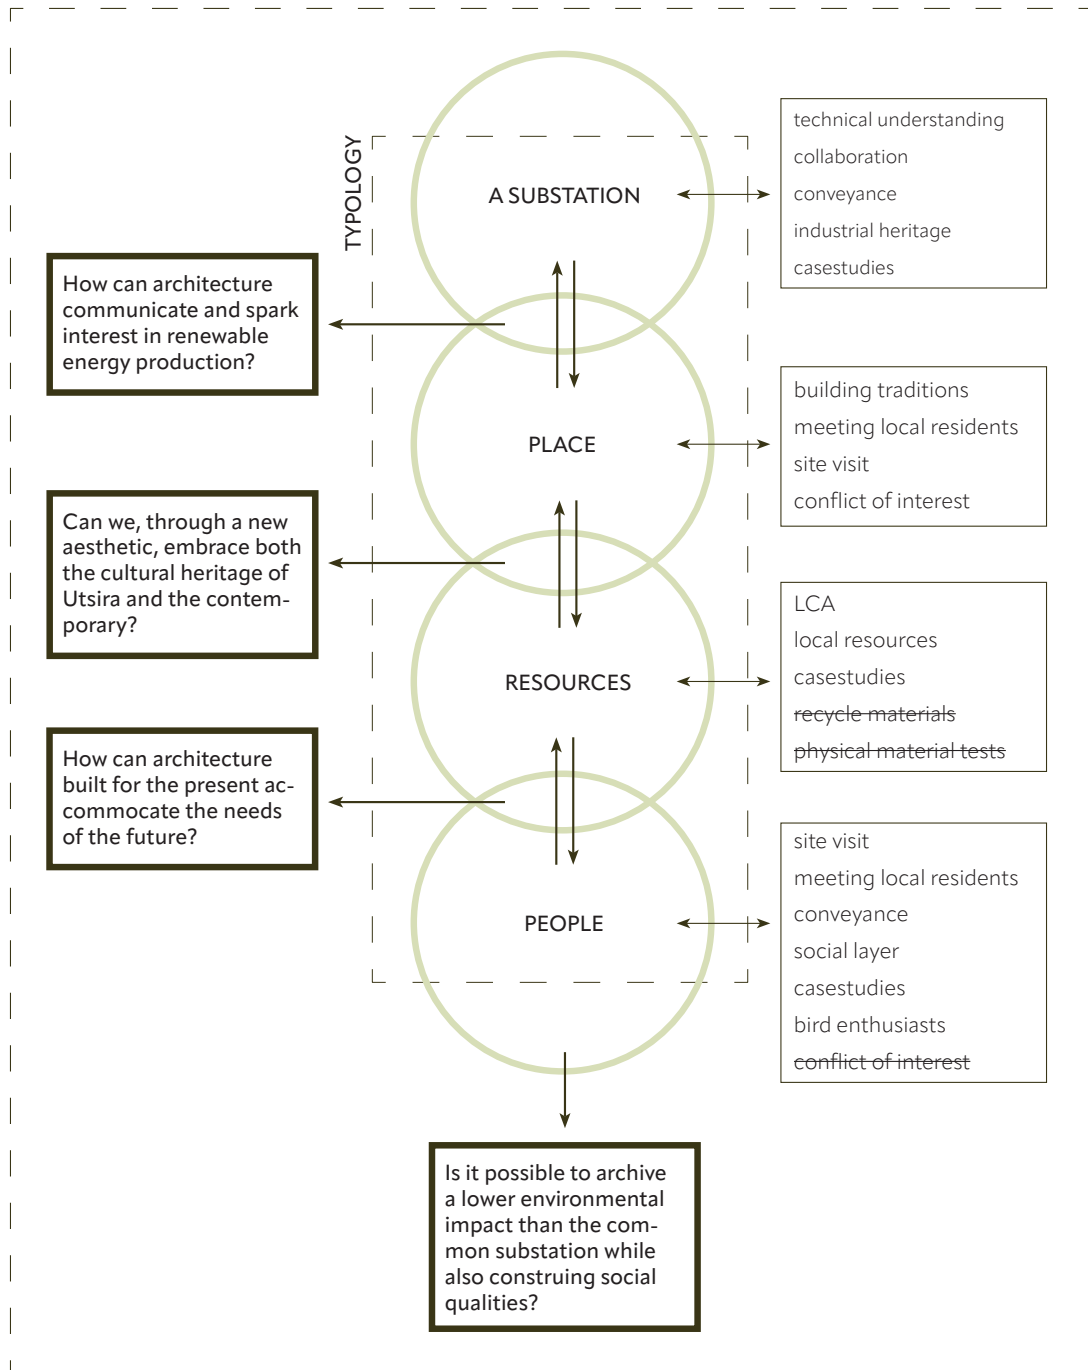 TYPOLOGY
A SUBSTATION
technical understanding
collaboration
conveyance
industrial heritage
casestudies
How can architecture
communicate and spark
interest in renewable
energy production?
PLACE
building traditions
meeting local residents
site visit
conflict of interest
Can we, through a new
aesthetic, embrace both
the cultural heritage of
Utsira and the contem-
porary?
RESOURCES
LCA
local resources
casestudies
recycle materials
physical material tests
How can architecture
built for the present ac-
commocate the needs
of the future?
PEOPLE
site visit
meeting local residents
conveyance
social layer
casestudies
bird enthusiasts
conflict of interest
Is it possible to archive
a lower environmental
impact than the com-
mon substation while
also construing social
qualities?